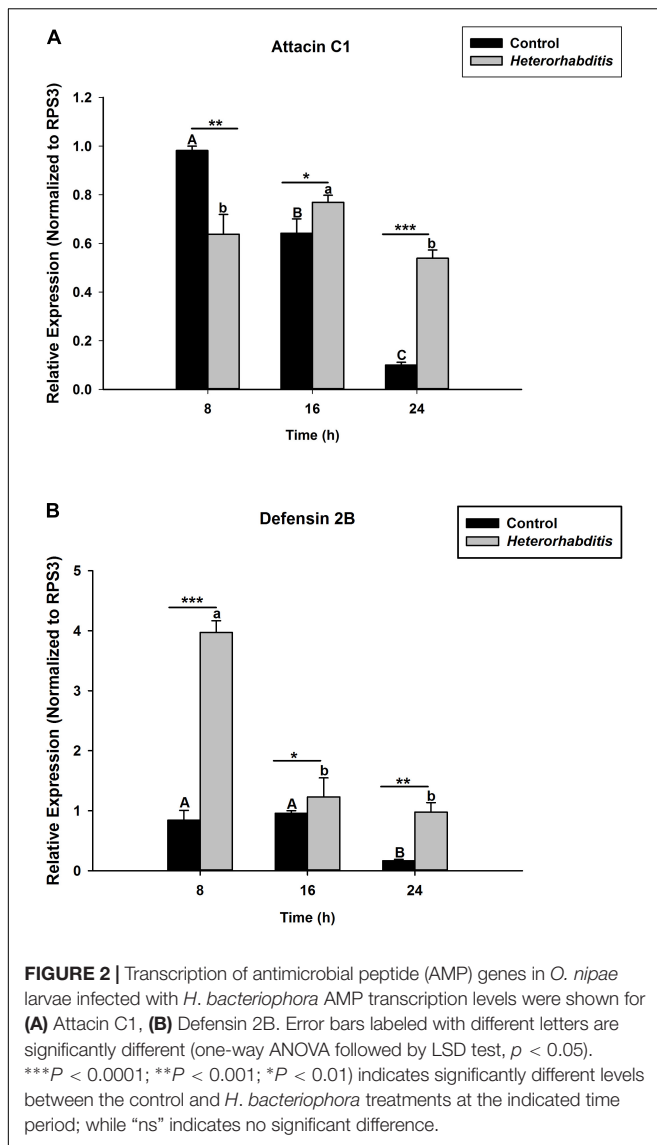 A
Attacin C1
Control
Heterorhabditis
Relative Expression (Normalized to RPS3)
1.2
1.0
0.8
0.6
0.4
0.2
0.0
**
A
b
*
B
a
***
C
b
8
16
24
Time (h)
B
Defensin 2B
Control
Heterorhabditis
Relative Expression (Normalized to RPS3)
5
4
3
2
1
0
***
A
a
*
A
b
**
B
b
8
16
24
Time (h)
FIGURE 2 | Transcription of antimicrobial peptide (AMP) genes in O. nipae
larvae infected with H. bacteriophora AMP transcription levels were shown for
(A) Attacin C1, (B) Defensin 2B. Error bars labeled with different letters are
significantly different (one-way ANOVA followed by LSD test, p < 0.05).
***P < 0.0001; **P < 0.001; *P < 0.01) indicates significantly different levels
between the control and H. bacteriophora treatments at the indicated time
period; while “ns” indicates no significant difference.